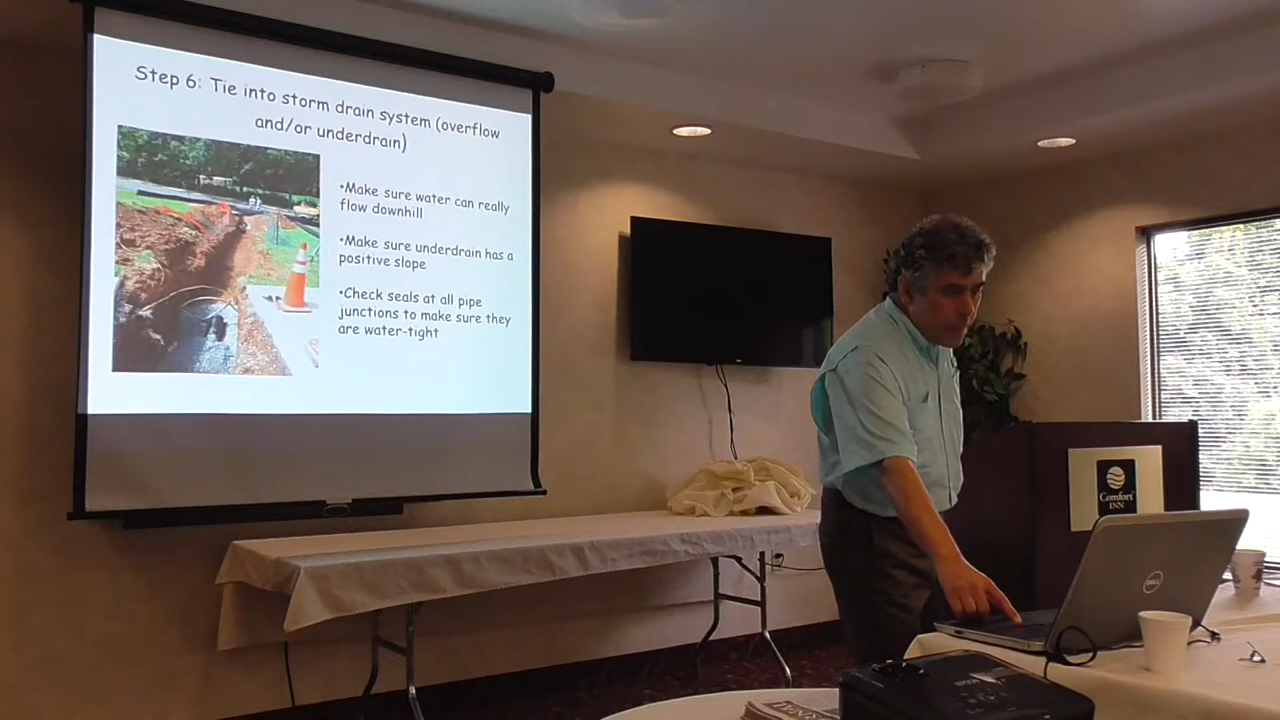 Step 6: Tie into storm drain system (overflow
and/or underdrain)
•Make sure water can really
flow downhill
•Make sure underdrain has a
positive slope
•Check seals at all pipe
junctions to make sure they
are water-tight
Comfort
INN
DELL
EPSON